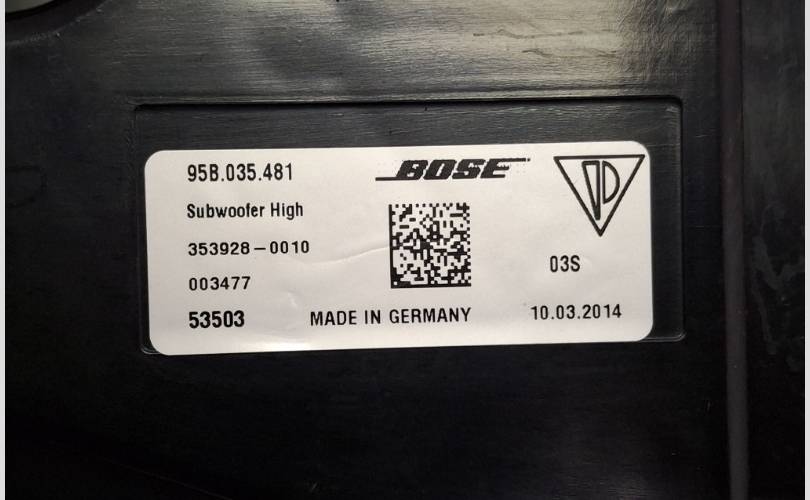 95B.035.481
BOSE
Subwoofer High
353928-0010
003477
03S
53503
MADE IN GERMANY
10.03.2014